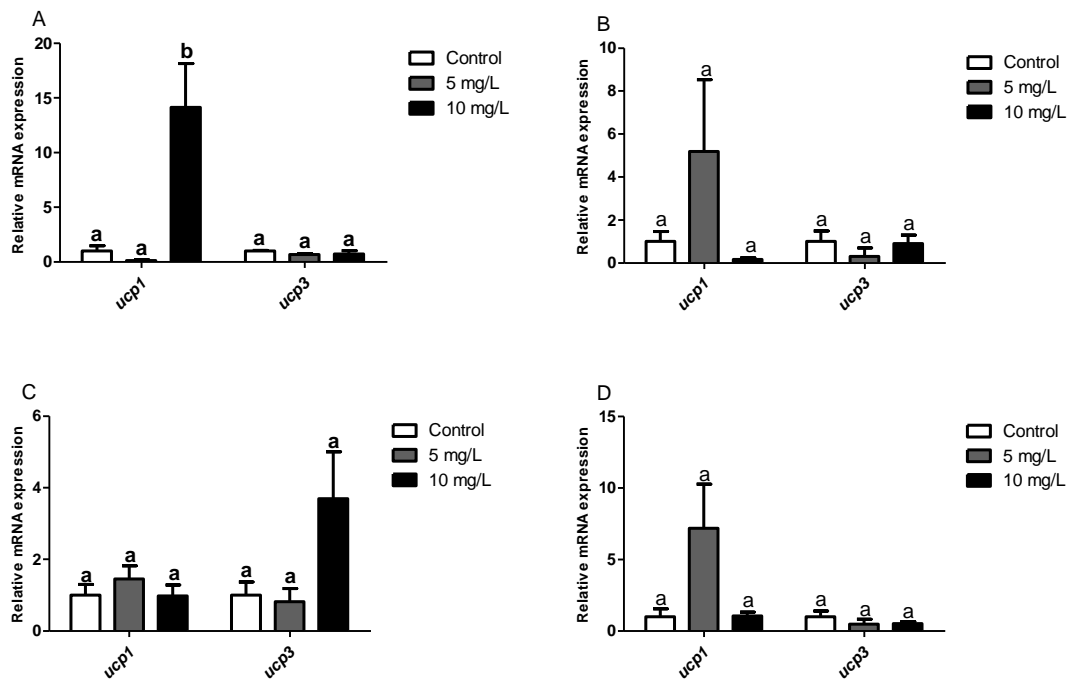 A
Relative mRNA expression
20
15
10
5
0
a
a
b
a
a
a
ucp1
ucp3
Control
5 mg/L
10 mg/L
B
Relative mRNA expression
10
8
6
4
2
0
a
a
a
a
a
a
ucp1
ucp3
Control
5 mg/L
10 mg/L
C
Relative mRNA expression
6
4
2
0
a
a
a
a
a
a
ucp1
ucp3
Control
5 mg/L
10 mg/L
D
Relative mRNA expression
15
10
5
0
a
a
a
a
a
a
ucp1
ucp3
Control
5 mg/L
10 mg/L